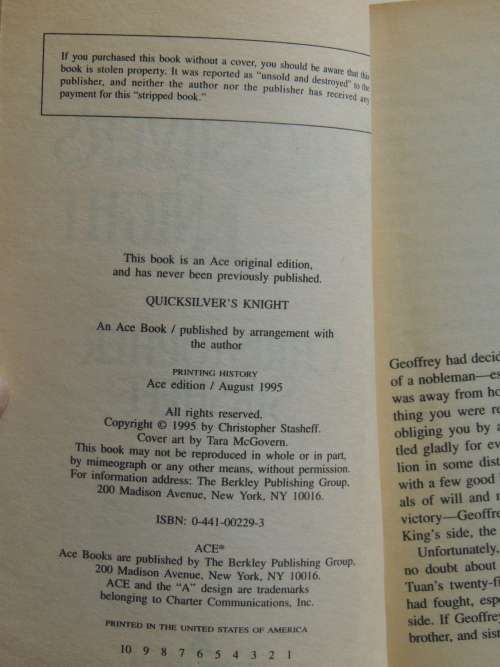 If you purchased this book without a cover, you should be aware that this
book is stolen property. It was reported as “unsold and destroyed” to the
publisher, and neither the author nor the publisher has received any
payment for this “stripped book.”
This book is an Ace original edition,
and has never been previously published.
QUICKSILVER'S KNIGHT
An Ace Book / published by arrangement with
the author
PRINTING HISTORY
Ace edition / August 1995
All rights reserved.
Copyright © 1995 by Christopher Stasheff.
Cover art by Tara McGovern.
This book may not be reproduced in whole or in part,
by mimeograph or any other means, without permission.
For information address: The Berkley Publishing Group,
200 Madison Avenue, New York, NY 10016.
ISBN: 0-441-00229-3
ACE®
Ace Books are published by The Berkley Publishing Group,
200 Madison Avenue, New York, NY 10016.
ACE and the “A” design are trademarks
belonging to Charter Communications, Inc.
PRINTED IN THE UNITED STATES OF AMERICA
10 9 8 7 6 5 4 3 2 1
Geoffrey had decid
of a nobleman—es
was away from ho
thing you were re
obliging you by a
tled gladly for ev
lion in some dist
with a few good
als of will and
victory—Geoffre
King's side, the
Unfortunately,
no doubt about
Tuan's twenty-fi
had fought, espe
side. If Geoffrey
brother, and sist